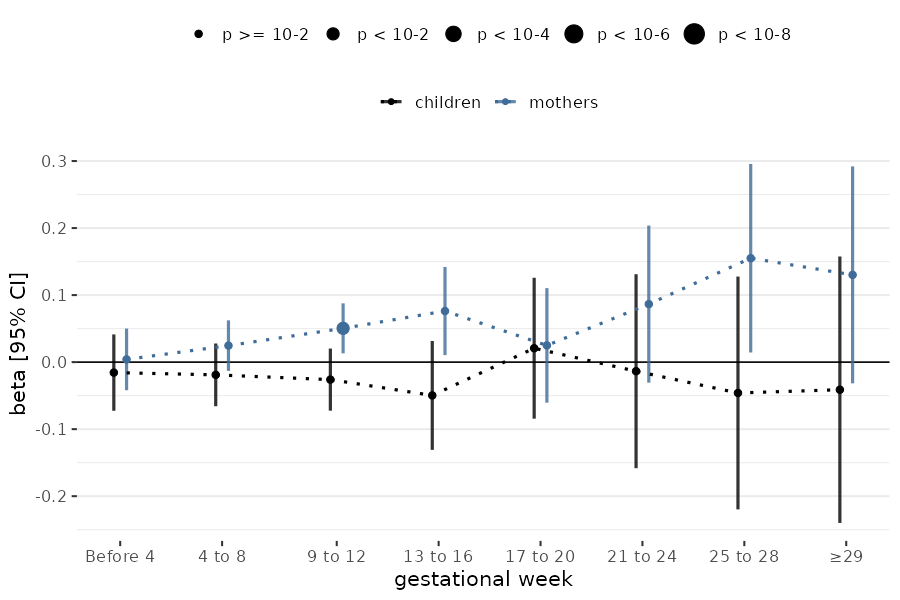 p >= 10-2 p < 10-2 p < 10-4 p < 10-6 p < 10-8
children mothers
beta [95% CI]
0.3
0.2
0.1
0.0
-0.1
-0.2
Before 4 4 to 8 9 to 12 13 to 16 17 to 20 21 to 24 25 to 28 ≥29
gestational week